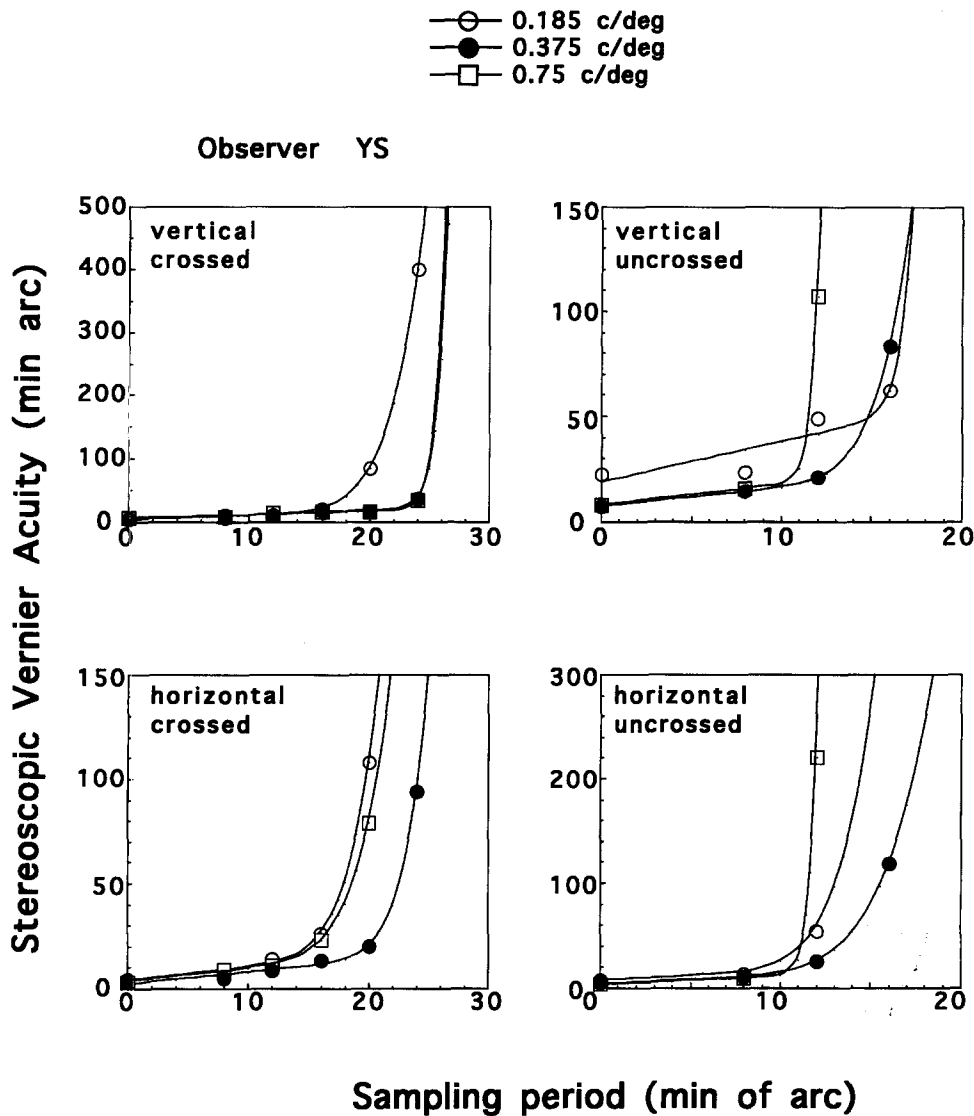 0.185 c/deg
0.375 c/deg
0.75 c/deg
Observer YS
Stereoscopic Vernier Acuity (min arc)
500
400
300
200
100
0
vertical
crossed
0
10
20
30
150
100
50
0
vertical
uncrossed
0
10
20
150
100
50
0
horizontal
crossed
0
10
20
30
300
200
100
0
horizontal
uncrossed
0
10
20
Sampling period (min of arc)